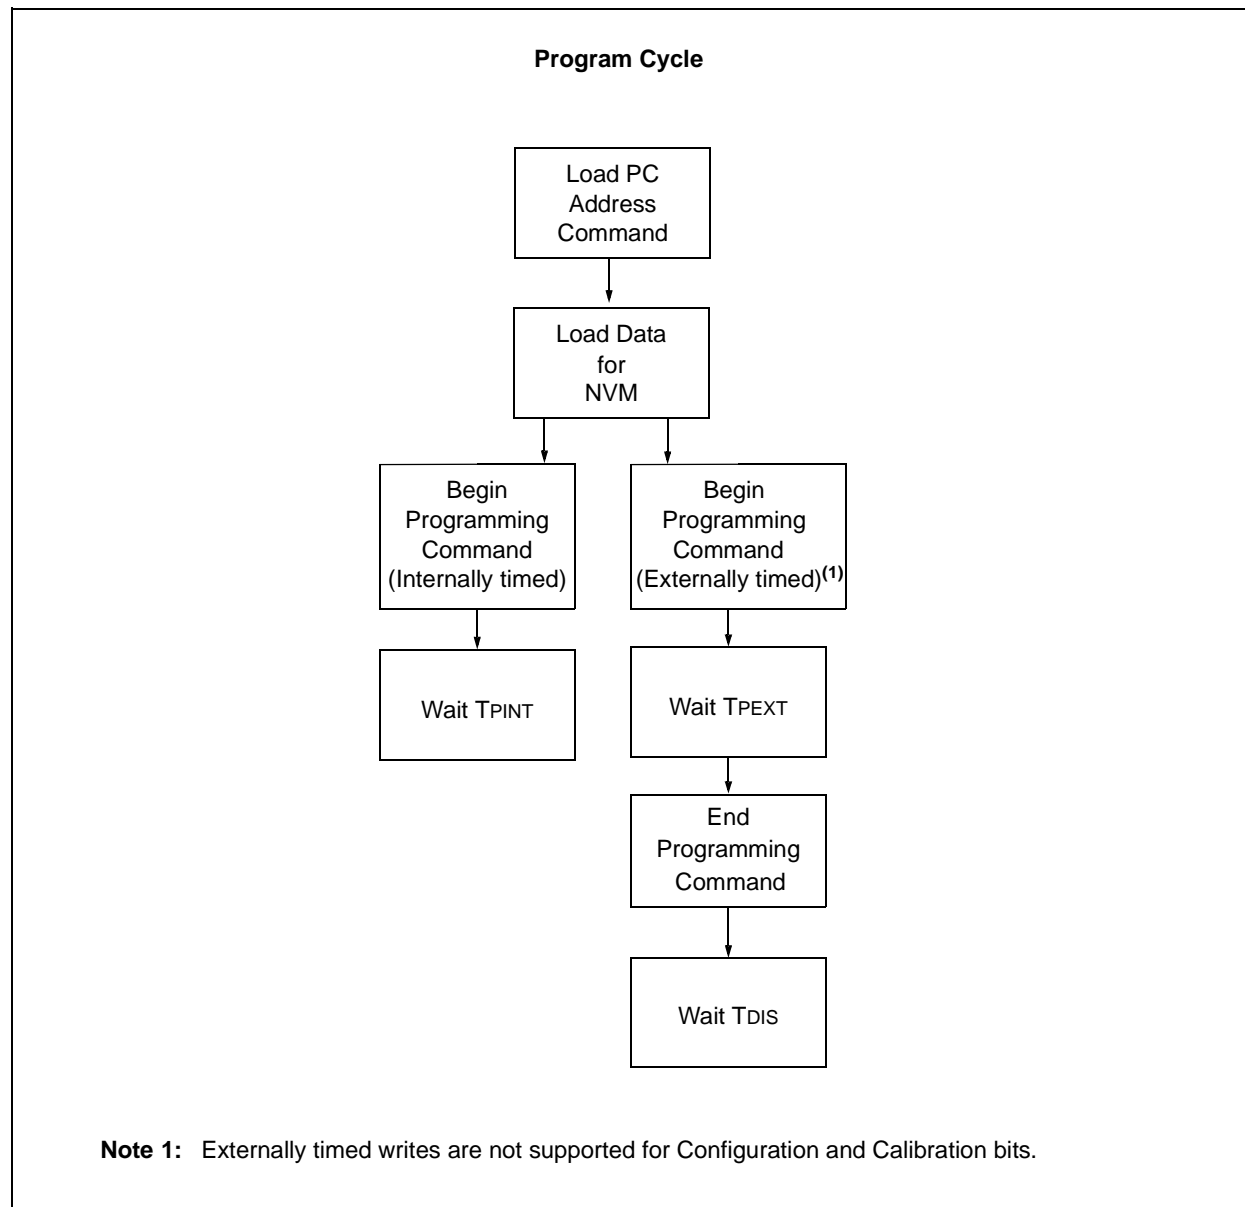 Program Cycle
Load PC
Address
Command
Load Data
for
NVM
Begin
Programming
Command
(Internally timed)
Begin
Programming
Command
(Externally timed)(1)
Wait TPINT
Wait TPEXT
End
Programming
Command
Wait TDIS
Note 1: Externally timed writes are not supported for Configuration and Calibration bits.